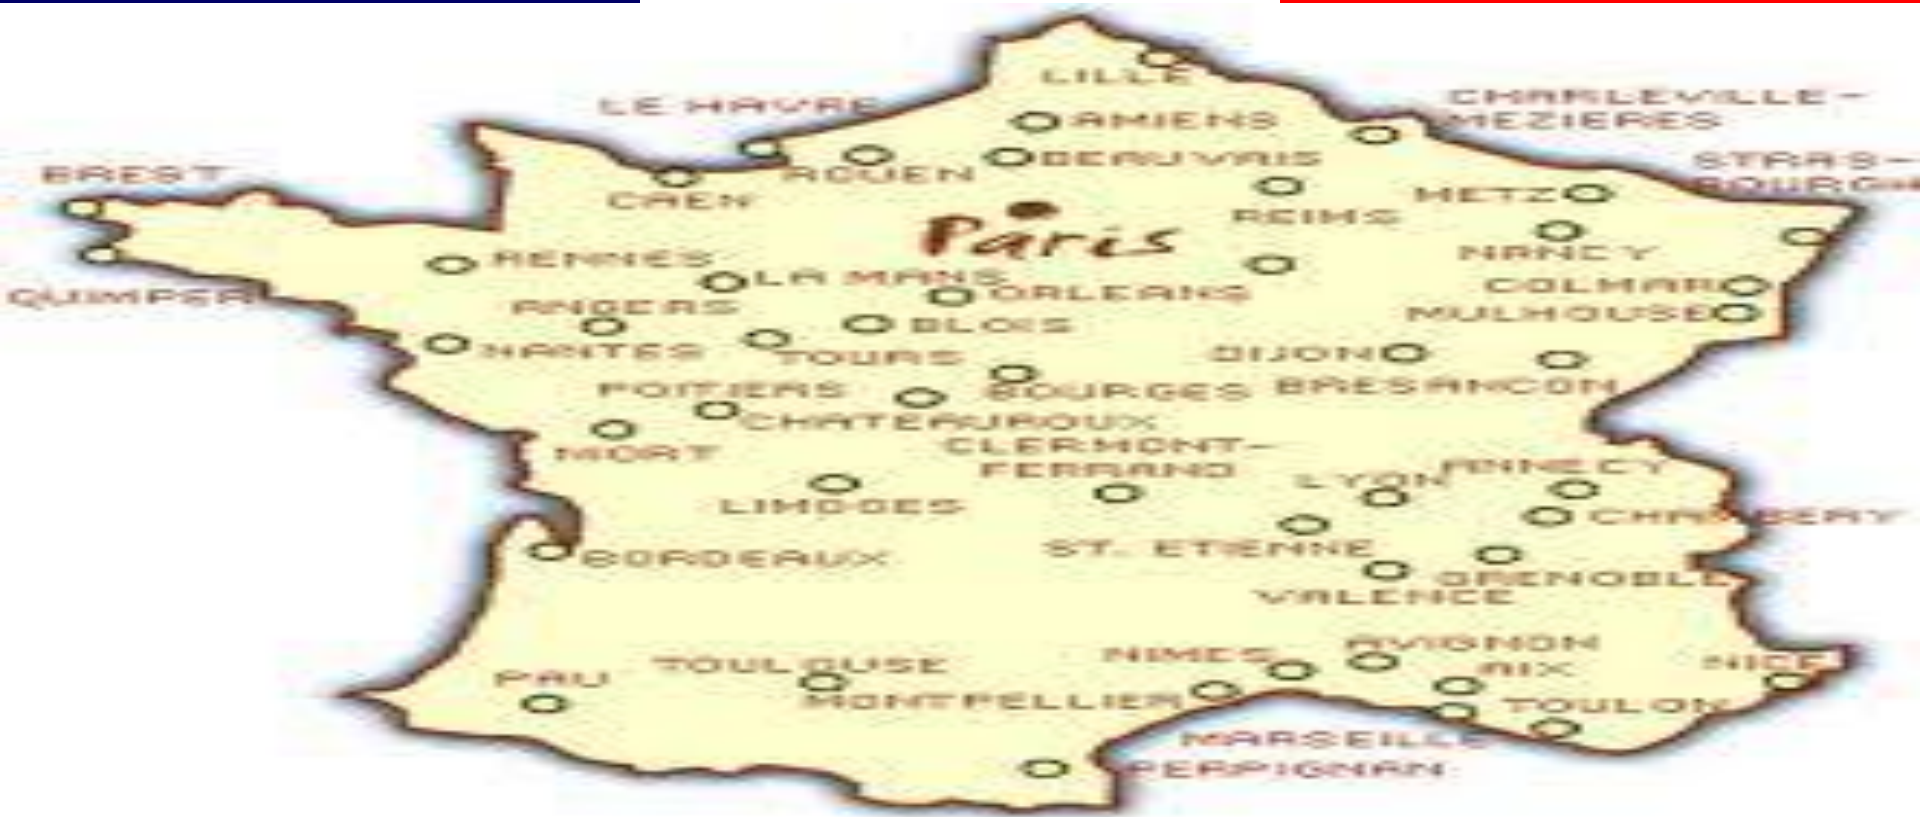 LILLE
LE HAVRE
CHARLEVILLE-
MEZIERES
AMIENS
BEAUVAIS
STRAS-
BOURGH
BREST
ROUEN
CAEN
METZ
REIMS
Paris
NANCY
RENNES
LA MANS
ORLEANS
COLMAR
QUIMPER
ANGERS
MULHOUSE
BLOIS
NANTES
TOURS
DIJON
POITIERS
BOURGES
BRESANCON
CHATEAUROUX
NIORT
CLERMONT-
FERRAND
LYON
ANNECY
LIMOGES
CHAMBERY
ST. ETIENNE
BORDEAUX
GRENOBLE
VALENCE
AVIGNON
NIMES
TOULOUSE
AIX
NICE
PAU
MONTPELLIER
TOULON
MARSEILLE
PERPIGNAN